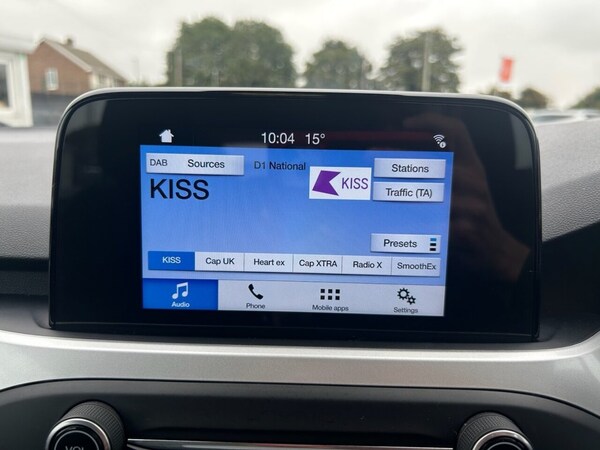 10:04 15°
DAB Sources D1 National KISS Stations
KISS
Traffic (TA)
Presets
KISS Cap UK Heart ex Cap XTRA Radio X SmoothEx
Audio Phone Mobile apps Settings
VOL